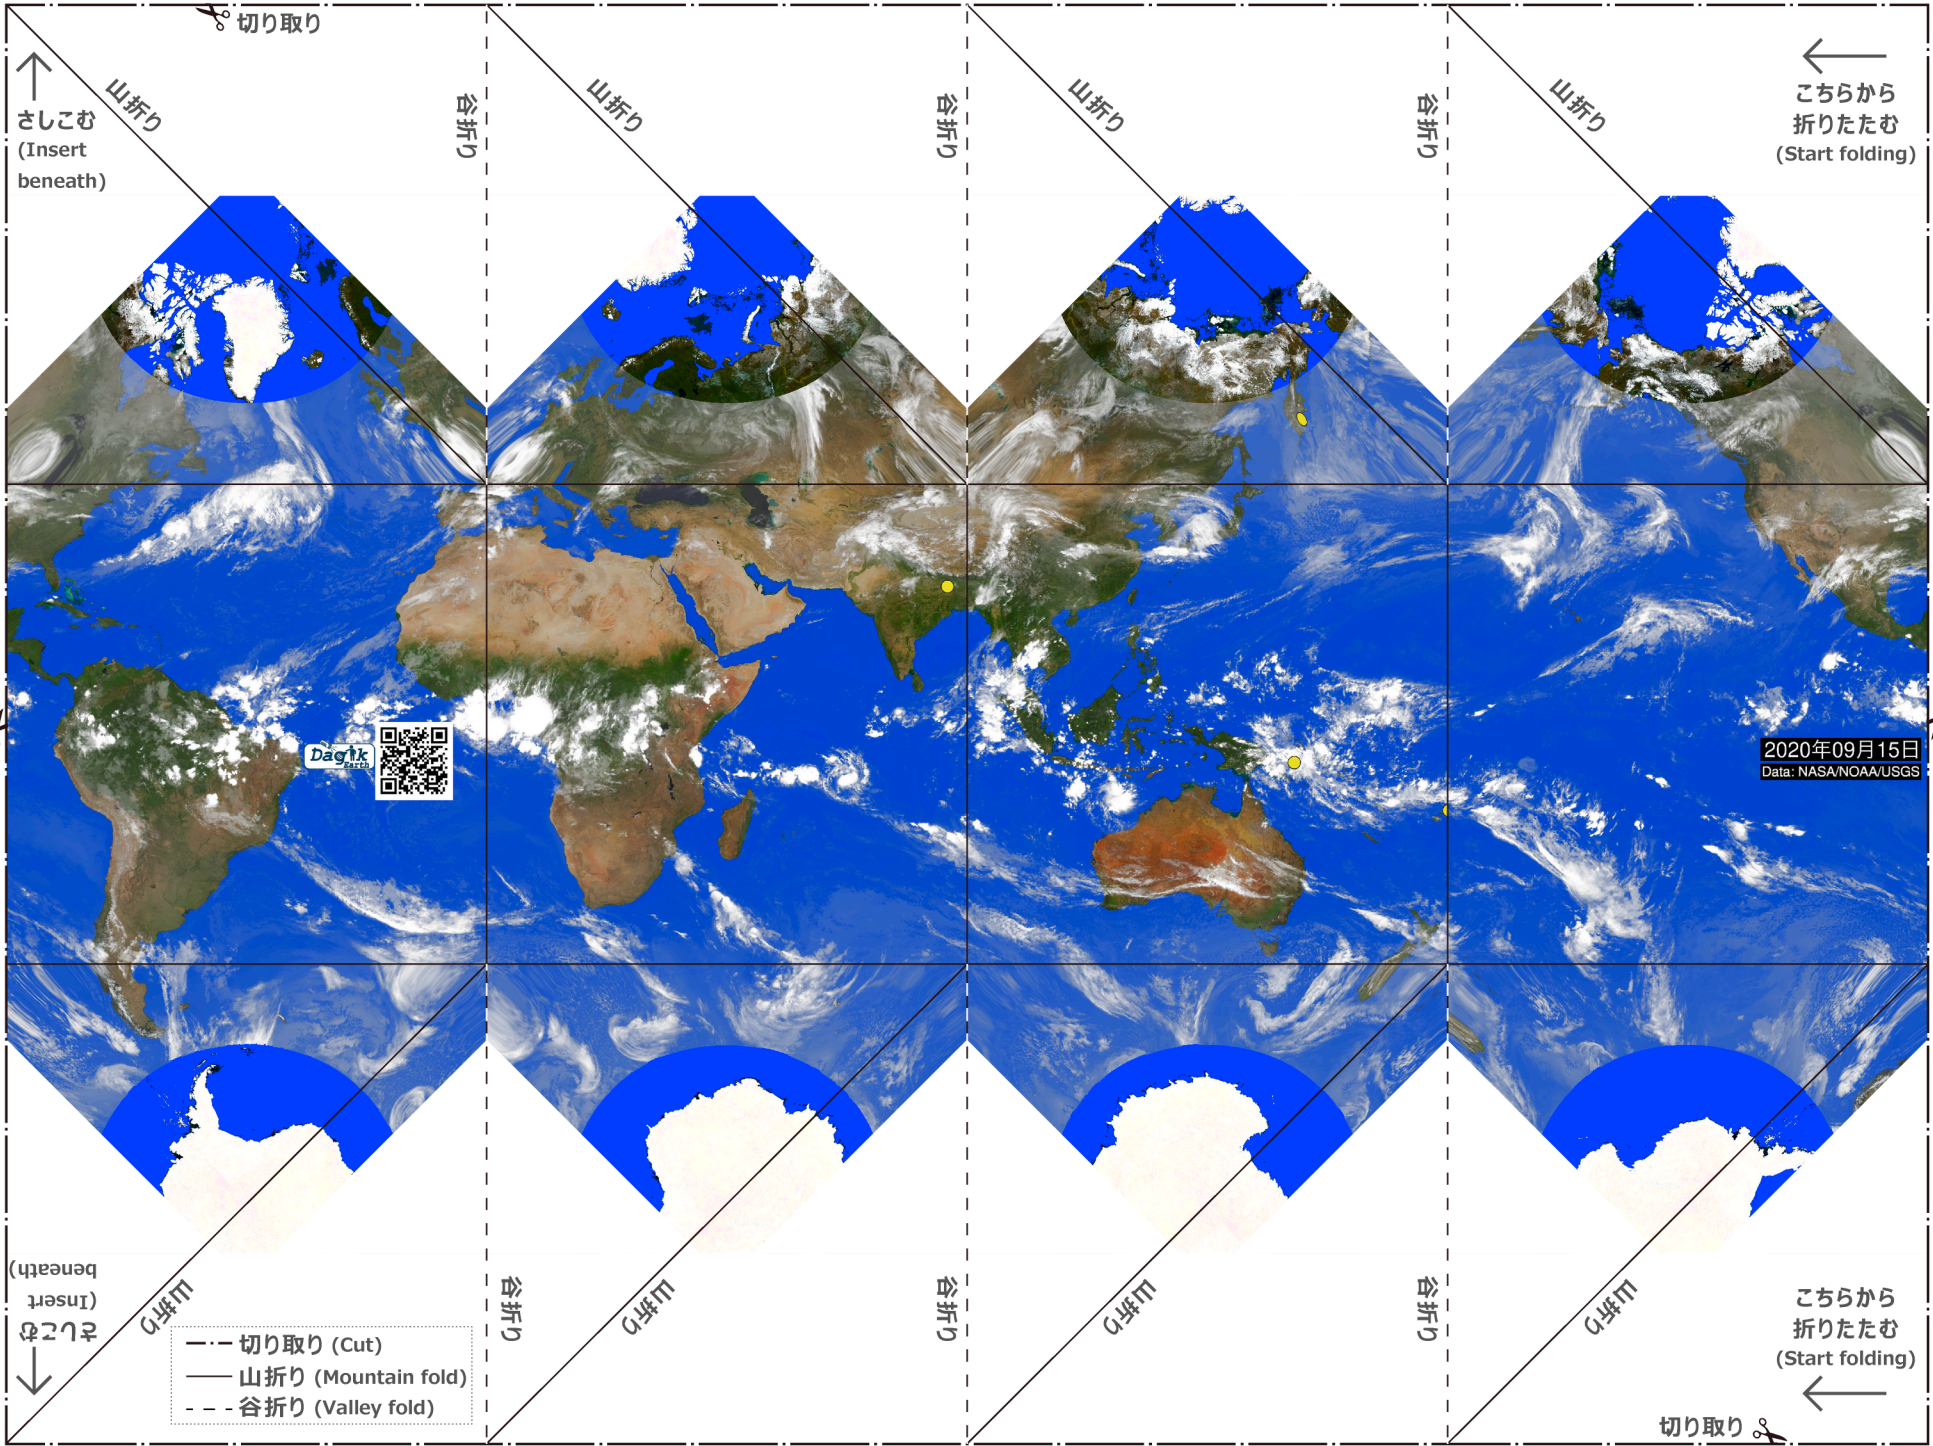 切り取り
さしこむ
(Insert
beneath)
山折り
谷折り
山折り
谷折り
山折り
谷折り
山折り
こちらから
折りたたむ
(Start folding)
Dagik
Earth
2020年09月15日
Data: NASA/NOAA/USGS
さしこむ
(Insert
beneath)
山折り
谷折り
山折り
谷折り
山折り
谷折り
山折り
こちらから
折りたたむ
(Start folding)
切り取り (Cut)
山折り (Mountain fold)
谷折り (Valley fold)
切り取り